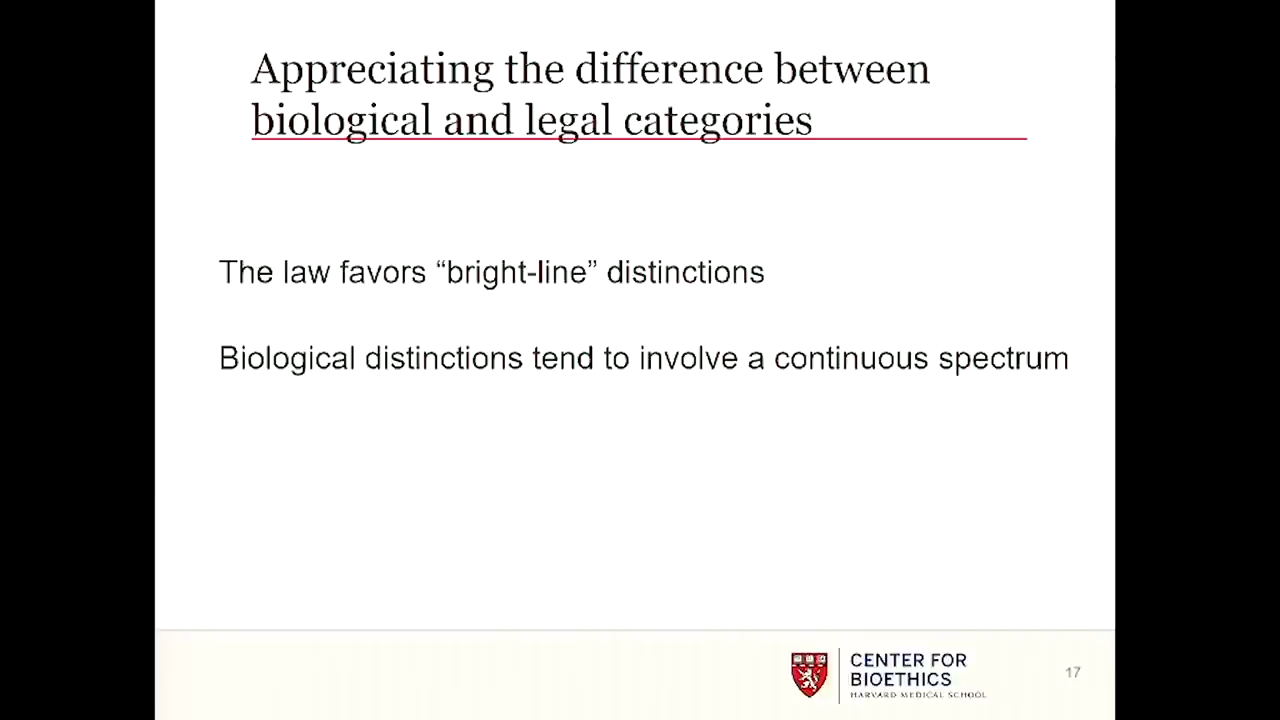 Appreciating the difference between
biological and legal categories
The law favors “bright-line” distinctions
Biological distinctions tend to involve a continuous spectrum
CENTER FOR
BIOETHICS
HARVARD MEDICAL SCHOOL
17